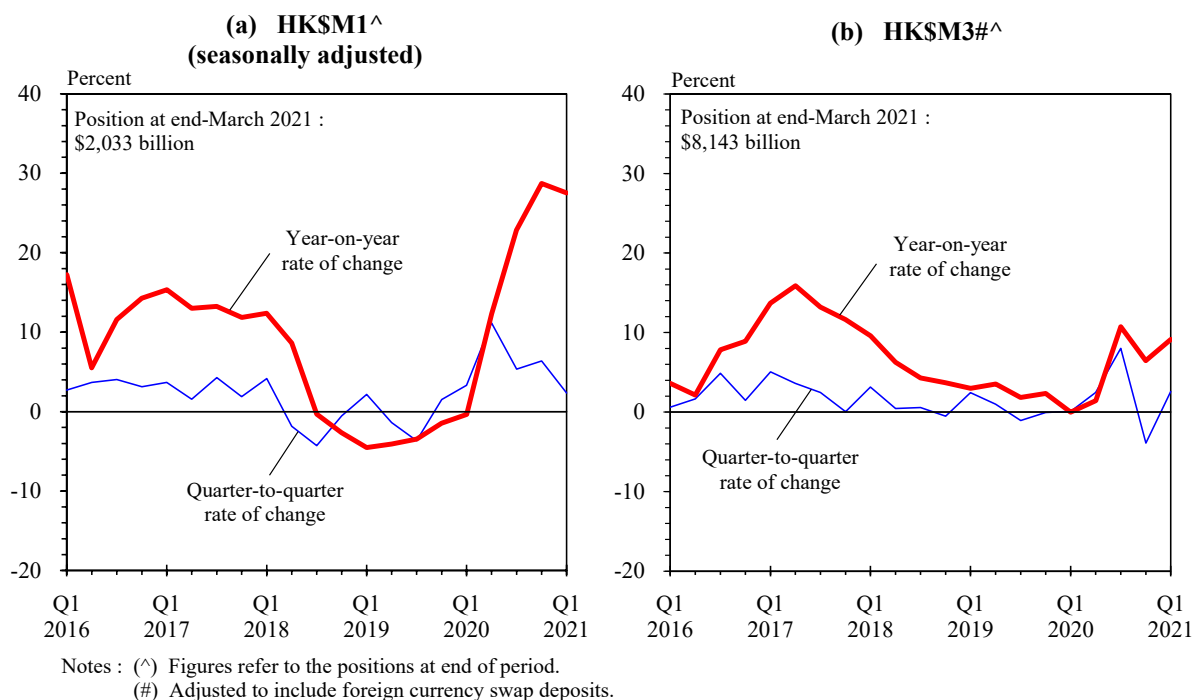 (a) HK$M1^
(seasonally adjusted)
Percent
40
30
20
10
0
-10
-20
Position at end-March 2021 :
$2,033 billion
Year-on-year
rate of change
Quarter-to-quarter
rate of change
Q1 Q1 Q1 Q1 Q1 Q1
2016 2017 2018 2019 2020 2021
(b) HK$M3#^
Percent
40
30
20
10
0
-10
-20
Position at end-March 2021 :
$8,143 billion
Year-on-year
rate of change
Quarter-to-quarter
rate of change
Q1 Q1 Q1 Q1 Q1 Q1
2016 2017 2018 2019 2020 2021
Notes : (^) Figures refer to the positions at end of period.
(#) Adjusted to include foreign currency swap deposits.